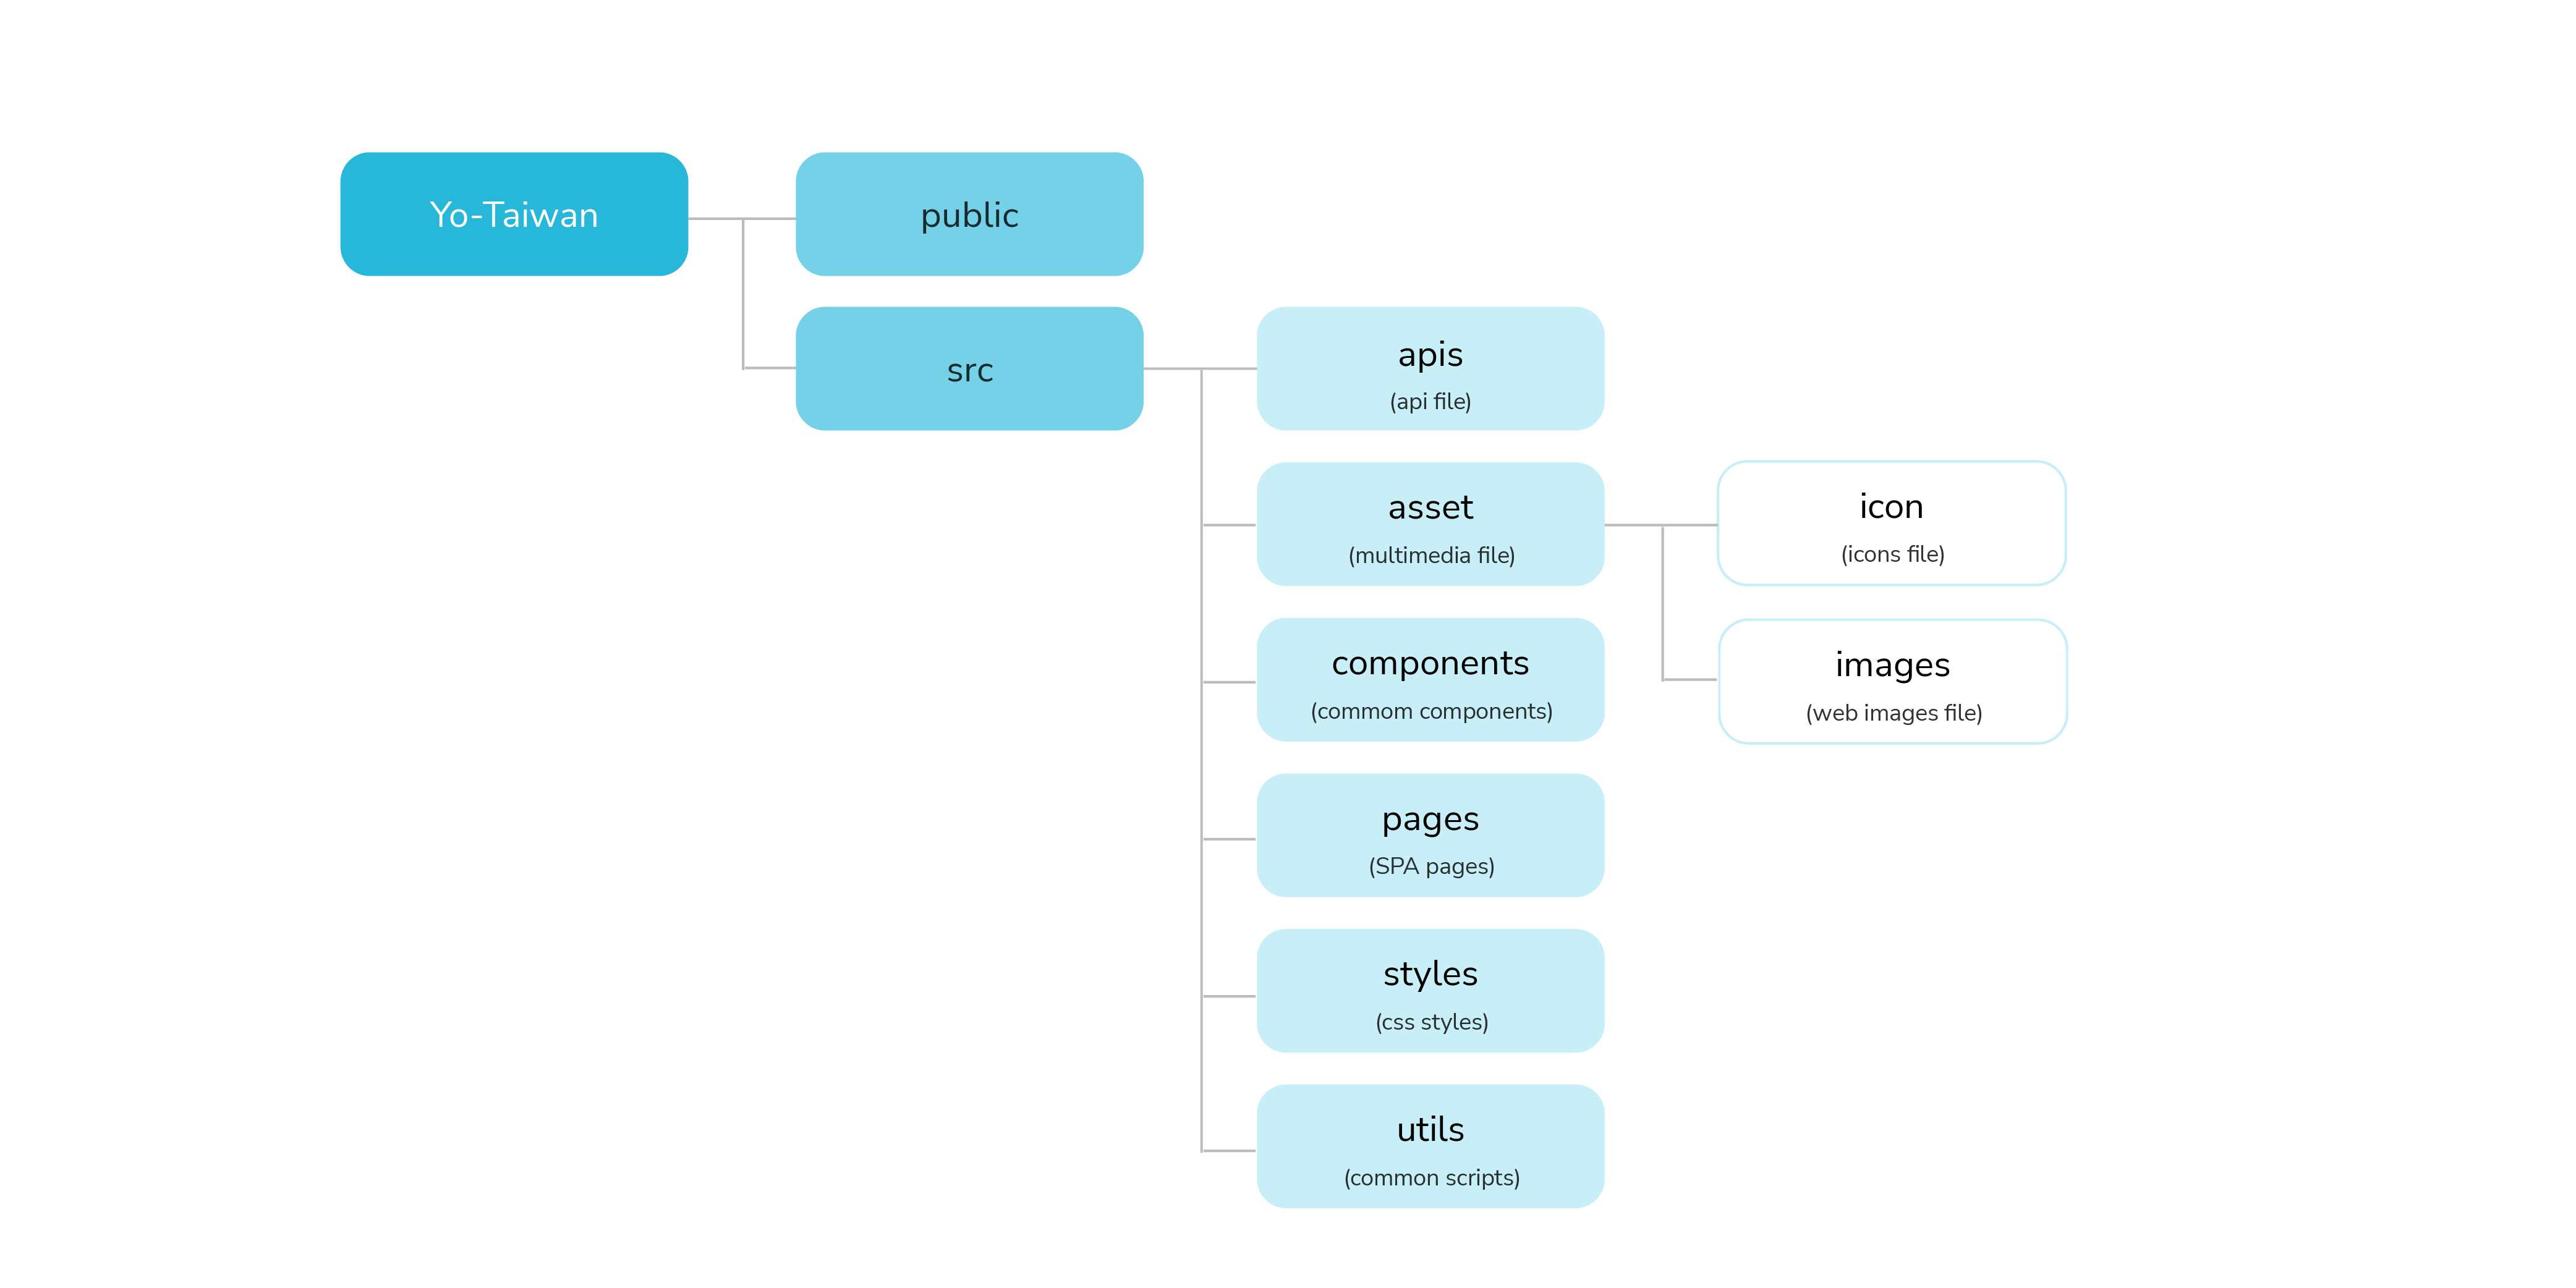 Yo-Taiwan
public
src
apis
(api file)
asset
(multimedia file)
icon
(icons file)
components
(commom components)
images
(web images file)
pages
(SPA pages)
styles
(css styles)
utils
(common scripts)